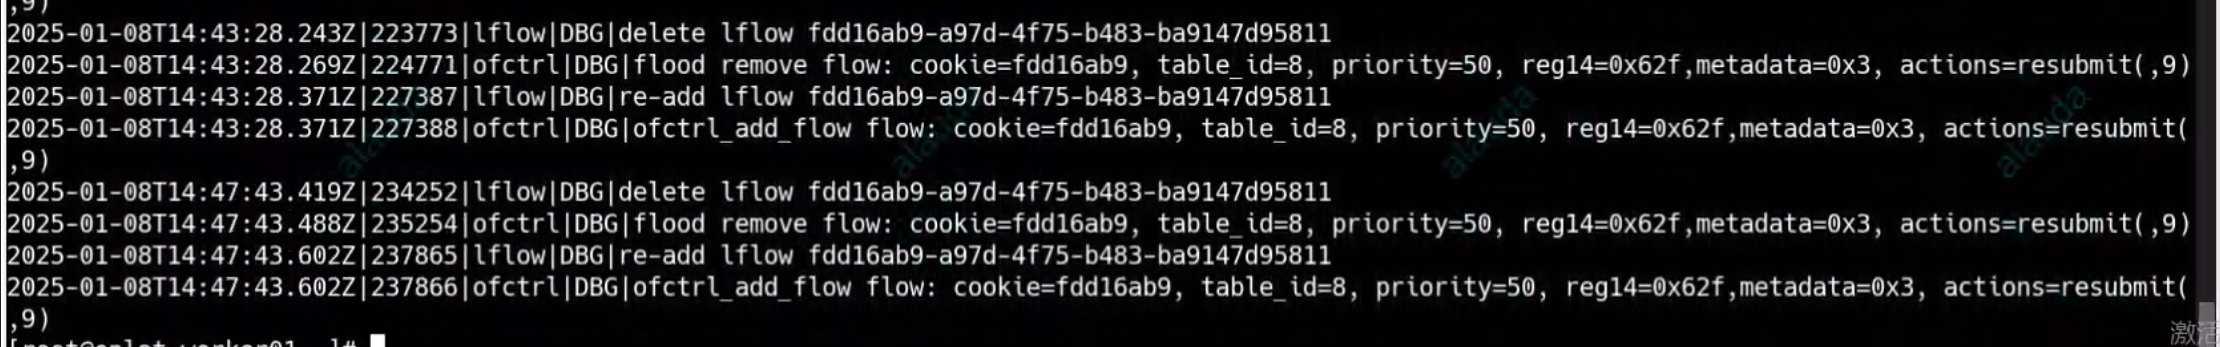 ,9)
2025-01-08T14:43:28.243Z|223773|lflow|DBG|delete lflow fdd16ab9-a97d-4f75-b483-ba9147d95811
2025-01-08T14:43:28.269Z|224771|ofctrl|DBG|flood remove flow: cookie=fdd16ab9, table_id=8, priority=50, reg14=0x62f,metadata=0x3, actions=resubmit(,9)
2025-01-08T14:43:28.371Z|227387|lflow|DBG|re-add lflow fdd16ab9-a97d-4f75-b483-ba9147d95811
2025-01-08T14:43:28.371Z|227388|ofctrl|DBG|ofctrl_add_flow flow: cookie=fdd16ab9, table_id=8, priority=50, reg14=0x62f,metadata=0x3, actions=resubmit(
,9)
2025-01-08T14:47:43.419Z|234252|lflow|DBG|delete lflow fdd16ab9-a97d-4f75-b483-ba9147d95811
2025-01-08T14:47:43.488Z|235254|ofctrl|DBG|flood remove flow: cookie=fdd16ab9, table_id=8, priority=50, reg14=0x62f,metadata=0x3, actions=resubmit(,9)
2025-01-08T14:47:43.602Z|237865|lflow|DBG|re-add lflow fdd16ab9-a97d-4f75-b483-ba9147d95811
2025-01-08T14:47:43.602Z|237866|ofctrl|DBG|ofctrl_add_flow flow: cookie=fdd16ab9, table_id=8, priority=50, reg14=0x62f,metadata=0x3, actions=resubmit(
,9)
激活